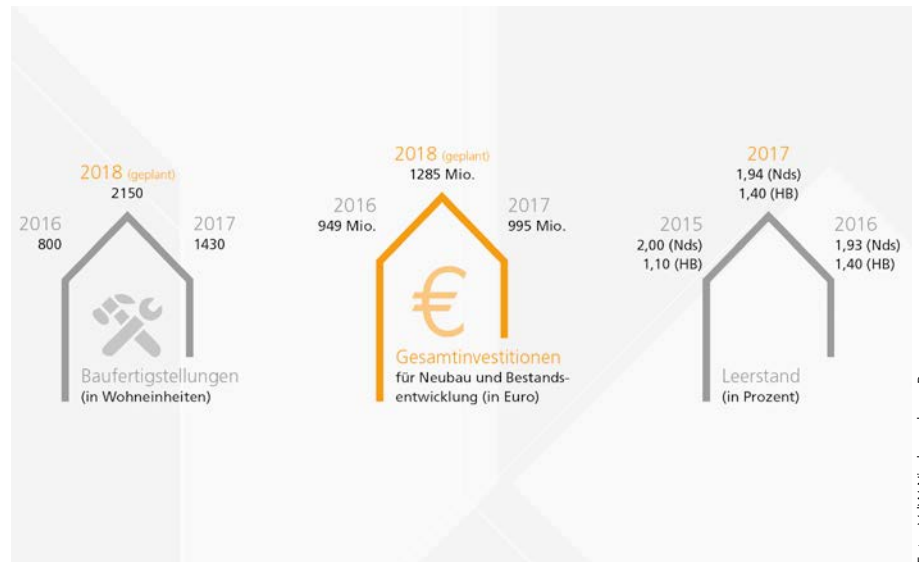 2018 (geplant)
2150
2016
800
2017
1430
Baufertigstellungen
(in Wohneinheiten)
2018 (geplant)
1285 Mio.
2016
949 Mio.
2017
995 Mio.
€
Gesamtinvestitionen
für Neubau und Bestands-
entwicklung (in Euro)
2017
1,94 (Nds)
1,40 (HB)
2015
2,00 (Nds)
1,10 (HB)
2016
1,93 (Nds)
1,40 (HB)
Leerstand
(in Prozent)